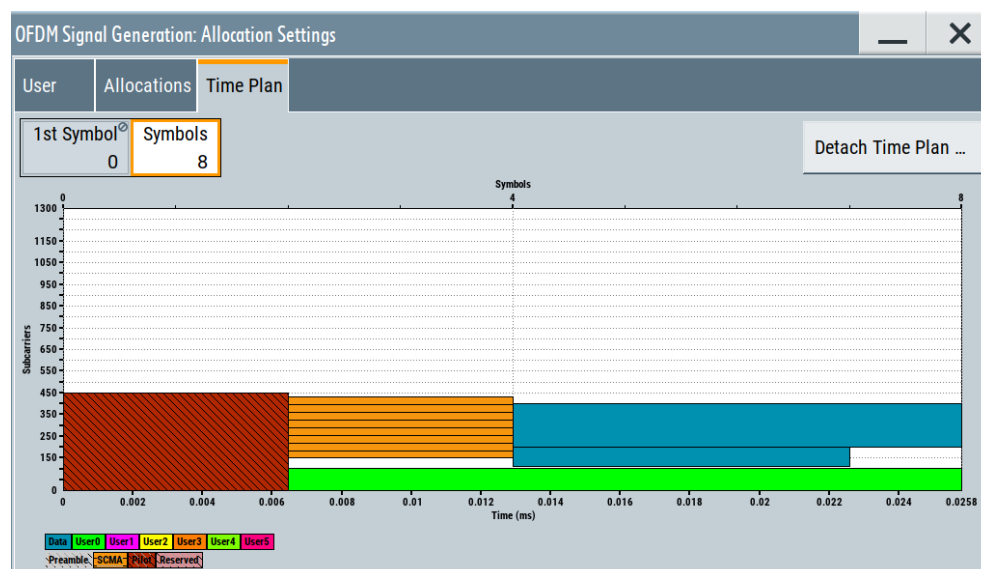 OFDM Signal Generation: Allocation Settings
User Allocations Time Plan
1st Symbol Symbols
0 8
Detach Time Plan ...
Symbols
0 4 8
1300
1150
1050
950
850
750
650
550
450
350
250
150
0
Subcarriers
0 0.002 0.004 0.006 0.008 0.01 0.012 0.014 0.016 0.018 0.02 0.022 0.024 0.0258
Time (ms)
Data User0 User1 User2 User3 User4 User5
Preamble SCMA Pilot Reserved